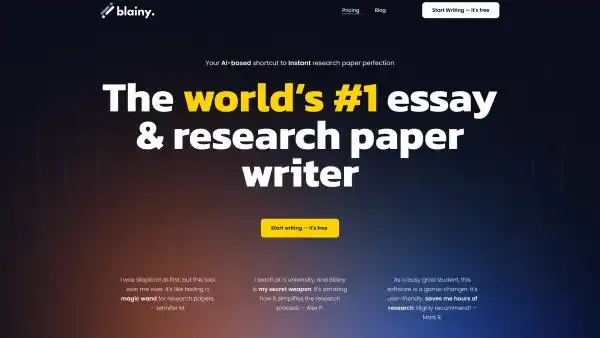 blainy.
Pricing
Blog
Start Writing — it's free
Your AI-based shortcut to Instant research paper perfection
The world's #1 essay
& research paper
writer
Start writing — it's free
I was skeptical at first, but this tool
won me over. It's like having a
magic wand for research papers.
– Jennifer M.
I teach at a university, and Blainy
is my secret weapon. It's amazing
how it simplifies the research
process. – Alex P.
As a busy grad student, this
software is a game-changer. It's
user-friendly, saves me hours of
research. Highly recommend! –
Mark R.